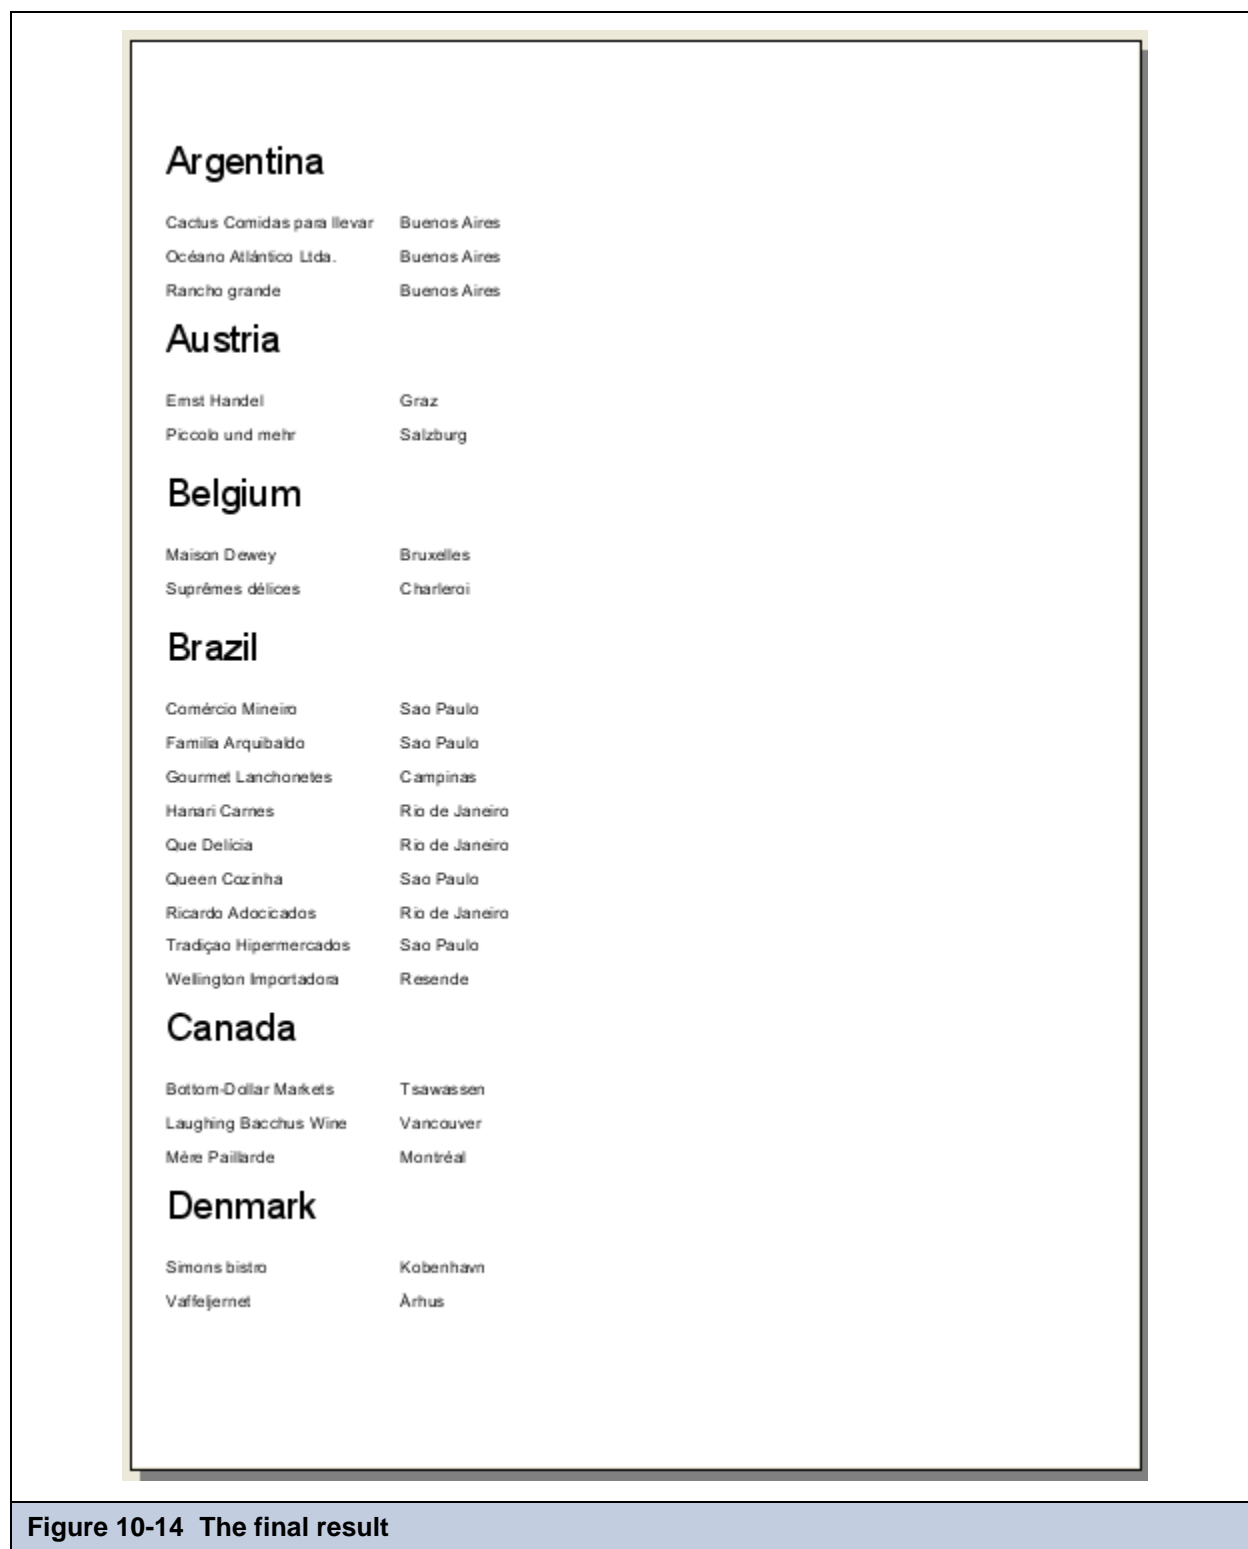 Argentina
Cactus Comidas para llevar Buenos Aires
Océano Atlántico Ltda. Buenos Aires
Rancho grande Buenos Aires
Austria
Ernst Handel Graz
Piccolo und mehr Salzburg
Belgium
Maison Dewey Bruxelles
Suprêmes délices Charleroi
Brazil
Comércio Mineiro Sao Paulo
Familia Arquibaldo Sao Paulo
Gourmet Lanchonetes Campinas
Hanari Carnes Rio de Janeiro
Que Delícia Rio de Janeiro
Queen Cozinha Sao Paulo
Ricardo Adocicados Rio de Janeiro
Tradiçao Hipermercados Sao Paulo
Wellington Importadora Resende
Canada
Bottom-Dollar Markets Tsawassen
Laughing Bacchus Wine Vancouver
Mère Paillarde Montréal
Denmark
Simons bistro Kobenhavn
Vaffeljernet Århus
Figure 10-14 The final result